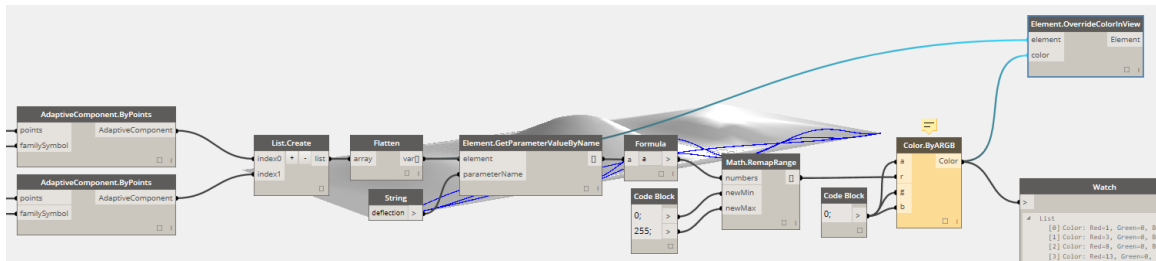 Element.OverrideColorInView
element Element
color
AdaptiveComponent.ByPoints
points AdaptiveComponent
familySymbol
AdaptiveComponent.ByPoints
points AdaptiveComponent
familySymbol
List.Create
index0 + - list
index1
Flatten
array var[]
String
deflection >
Element.GetParameterValueByName
element []
parameterName
Formula
a a >
Code Block
0; >
255; >
Math.RemapRange
numbers []
newMin
newMax
Code Block
0; >
Color.ByARGB
a Color
r
g
b
Watch
>
List
[0] Color: Red=1, Green=0, B
[1] Color: Red=3, Green=0, B
[2] Color: Red=8, Green=0, B
[3] Color: Red=13, Green=0,